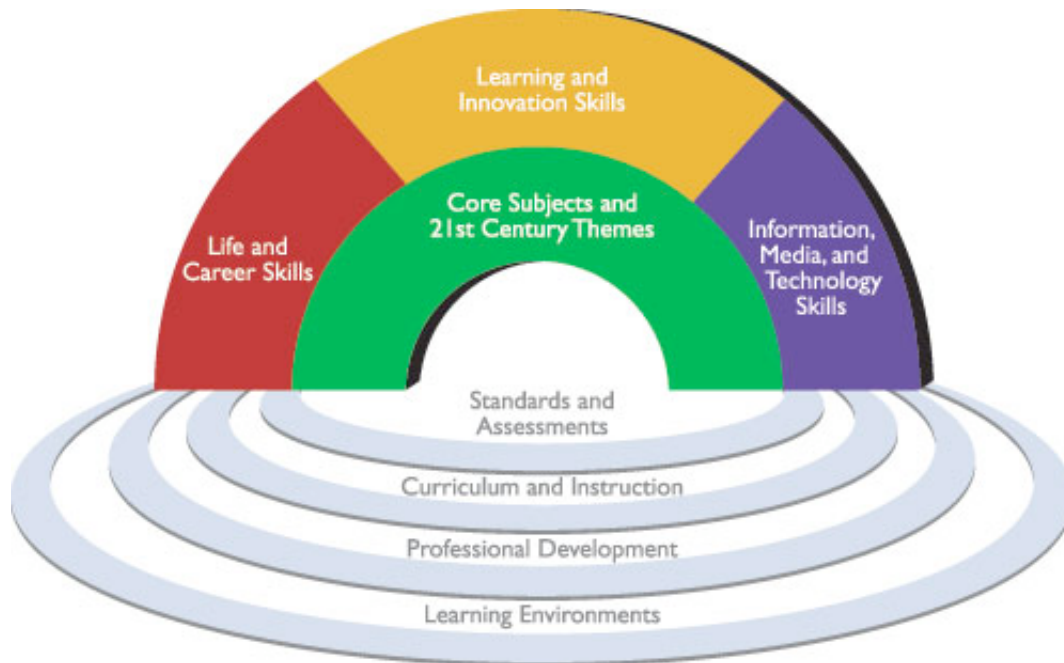 Learning and
Innovation Skills
Core Subjects and
21st Century Themes
Life and
Career Skills
Information,
Media, and
Technology
Skills
Standards and
Assessments
Curriculum and Instruction
Professional Development
Learning Environments